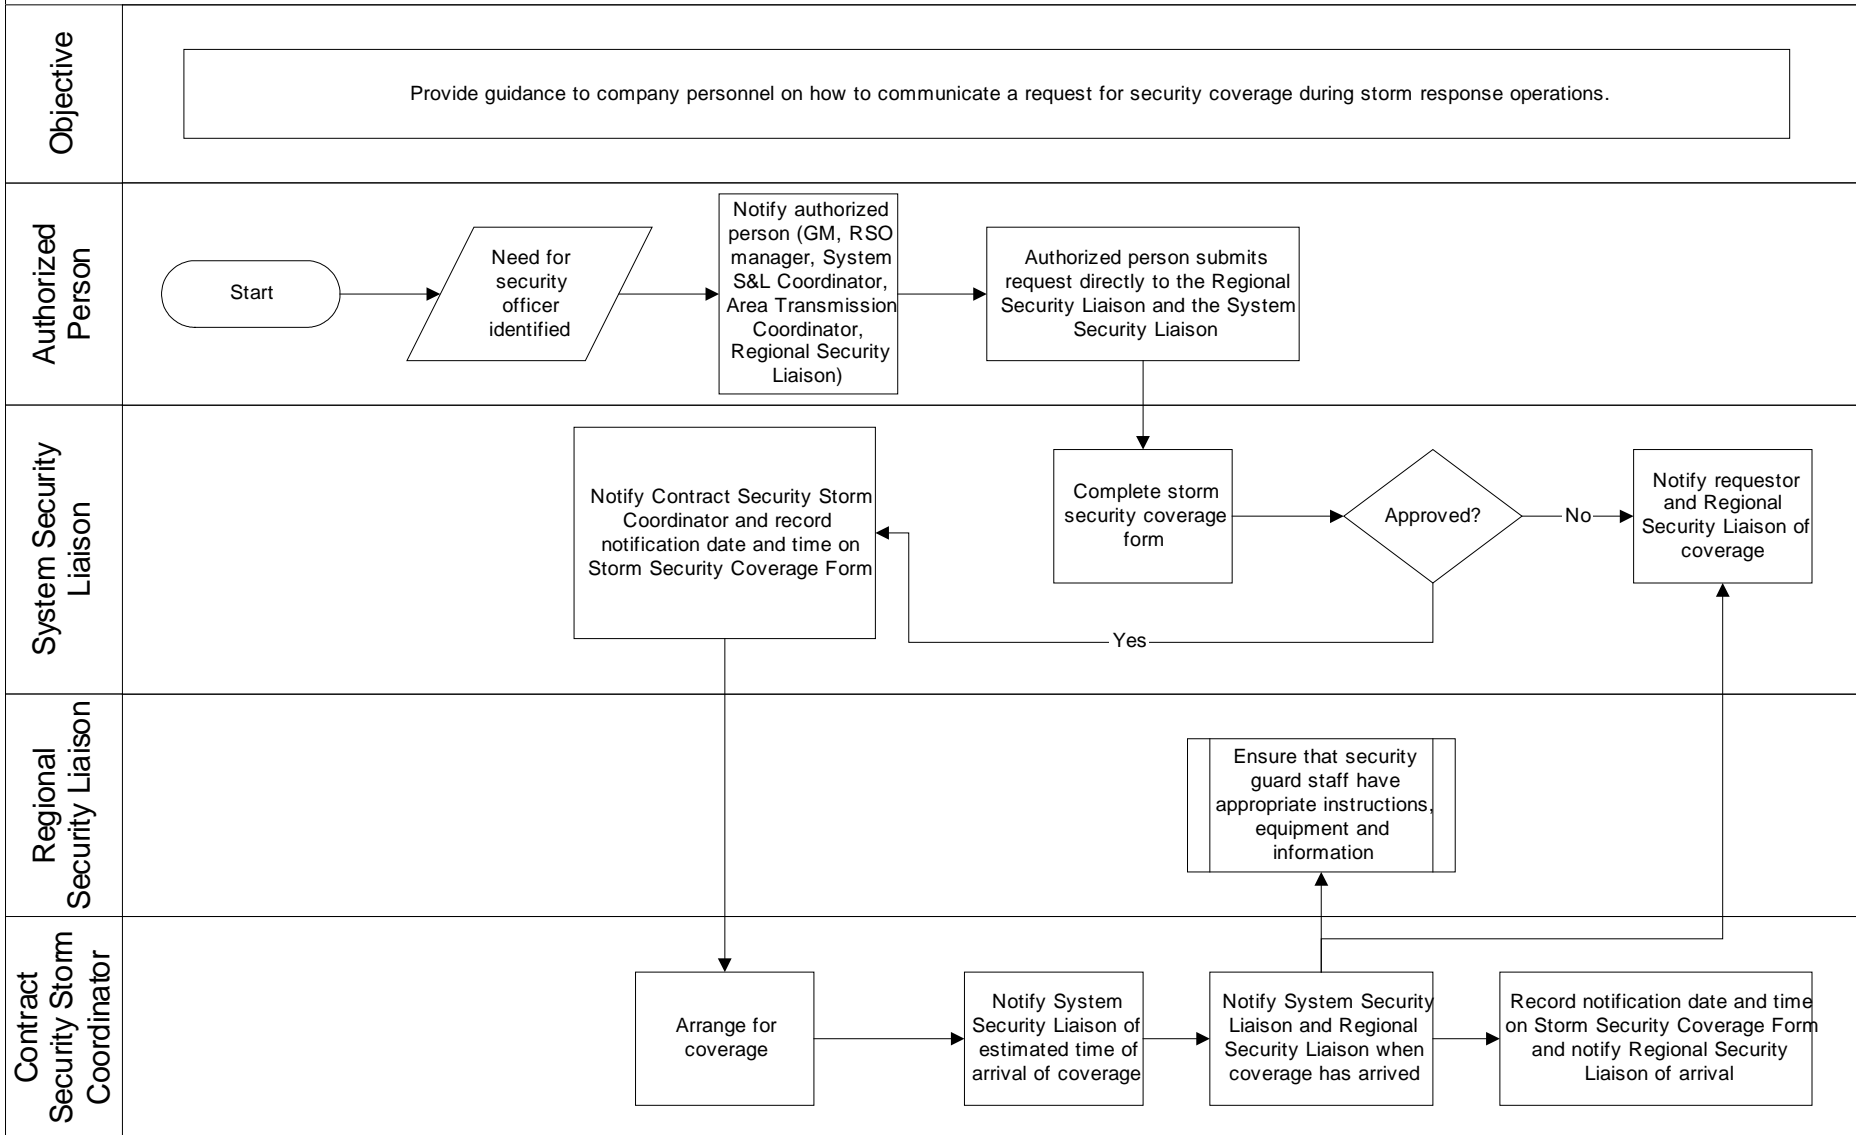 Objective
Provide guidance to company personnel on how to communicate a request for security coverage during storm response operations.
Authorized
Person
Start
Need for
security
officer
identified
Notify authorized
person (GM, RSO
manager, System
S&L Coordinator,
Area Transmission
Coordinator,
Regional Security
Liaison)
Authorized person submits
request directly to the Regional
Security Liaison and the System
Security Liaison
System Security
Liaison
Notify Contract Security Storm
Coordinator and record
notification date and time on
Storm Security Coverage Form
Complete storm
security coverage
form
Approved?
No
Notify requestor
and Regional
Security Liaison of
coverage
Yes
Regional
Security Liaison
Ensure that security
guard staff have
appropriate instructions,
equipment and
information
Contract
Security Storm
Coordinator
Arrange for
coverage
Notify System
Security Liaison of
estimated time of
arrival of coverage
Notify System Security
Liaison and Regional
Security Liaison when
coverage has arrived
Record notification date and time
on Storm Security Coverage Form
and notify Regional Security
Liaison of arrival